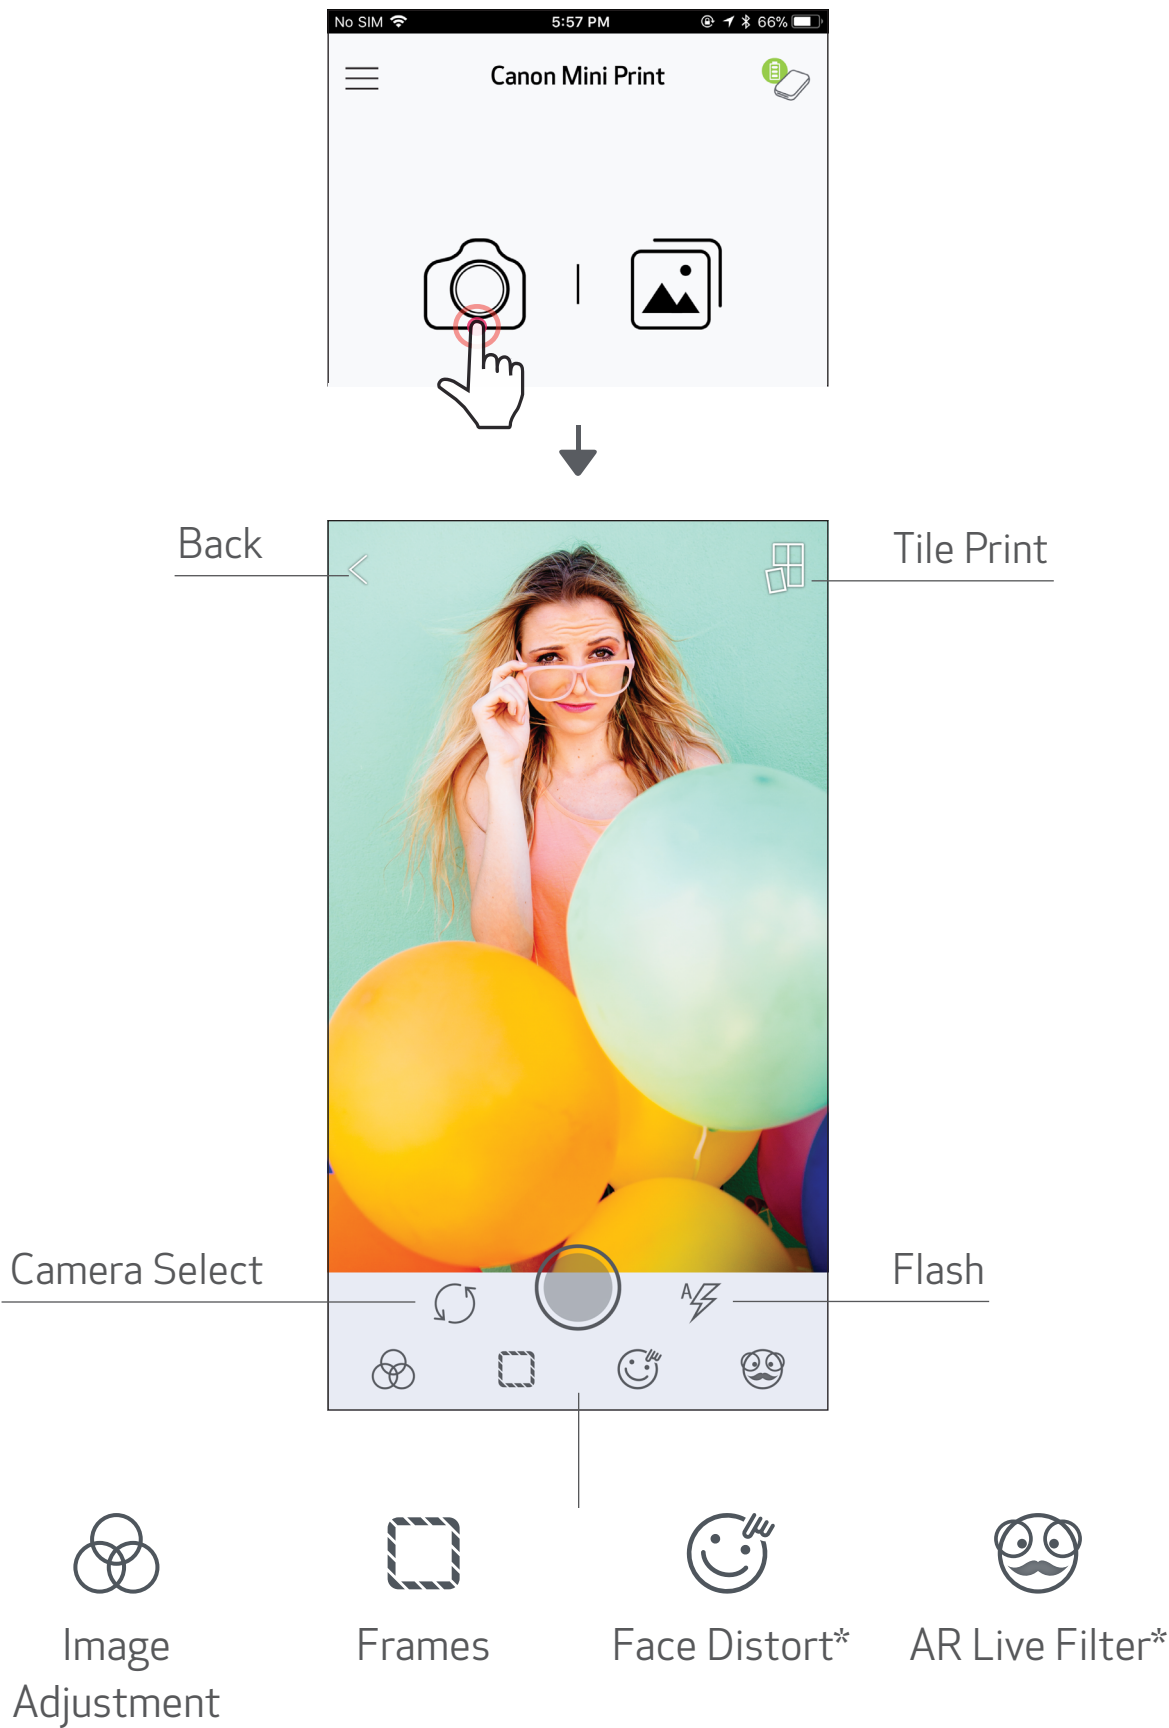 No SIM 5:57 PM 66%
Canon Mini Print
Back
Tile Print
Camera Select
Flash
A
Image
Adjustment
Frames
Face Distort*
AR Live Filter*